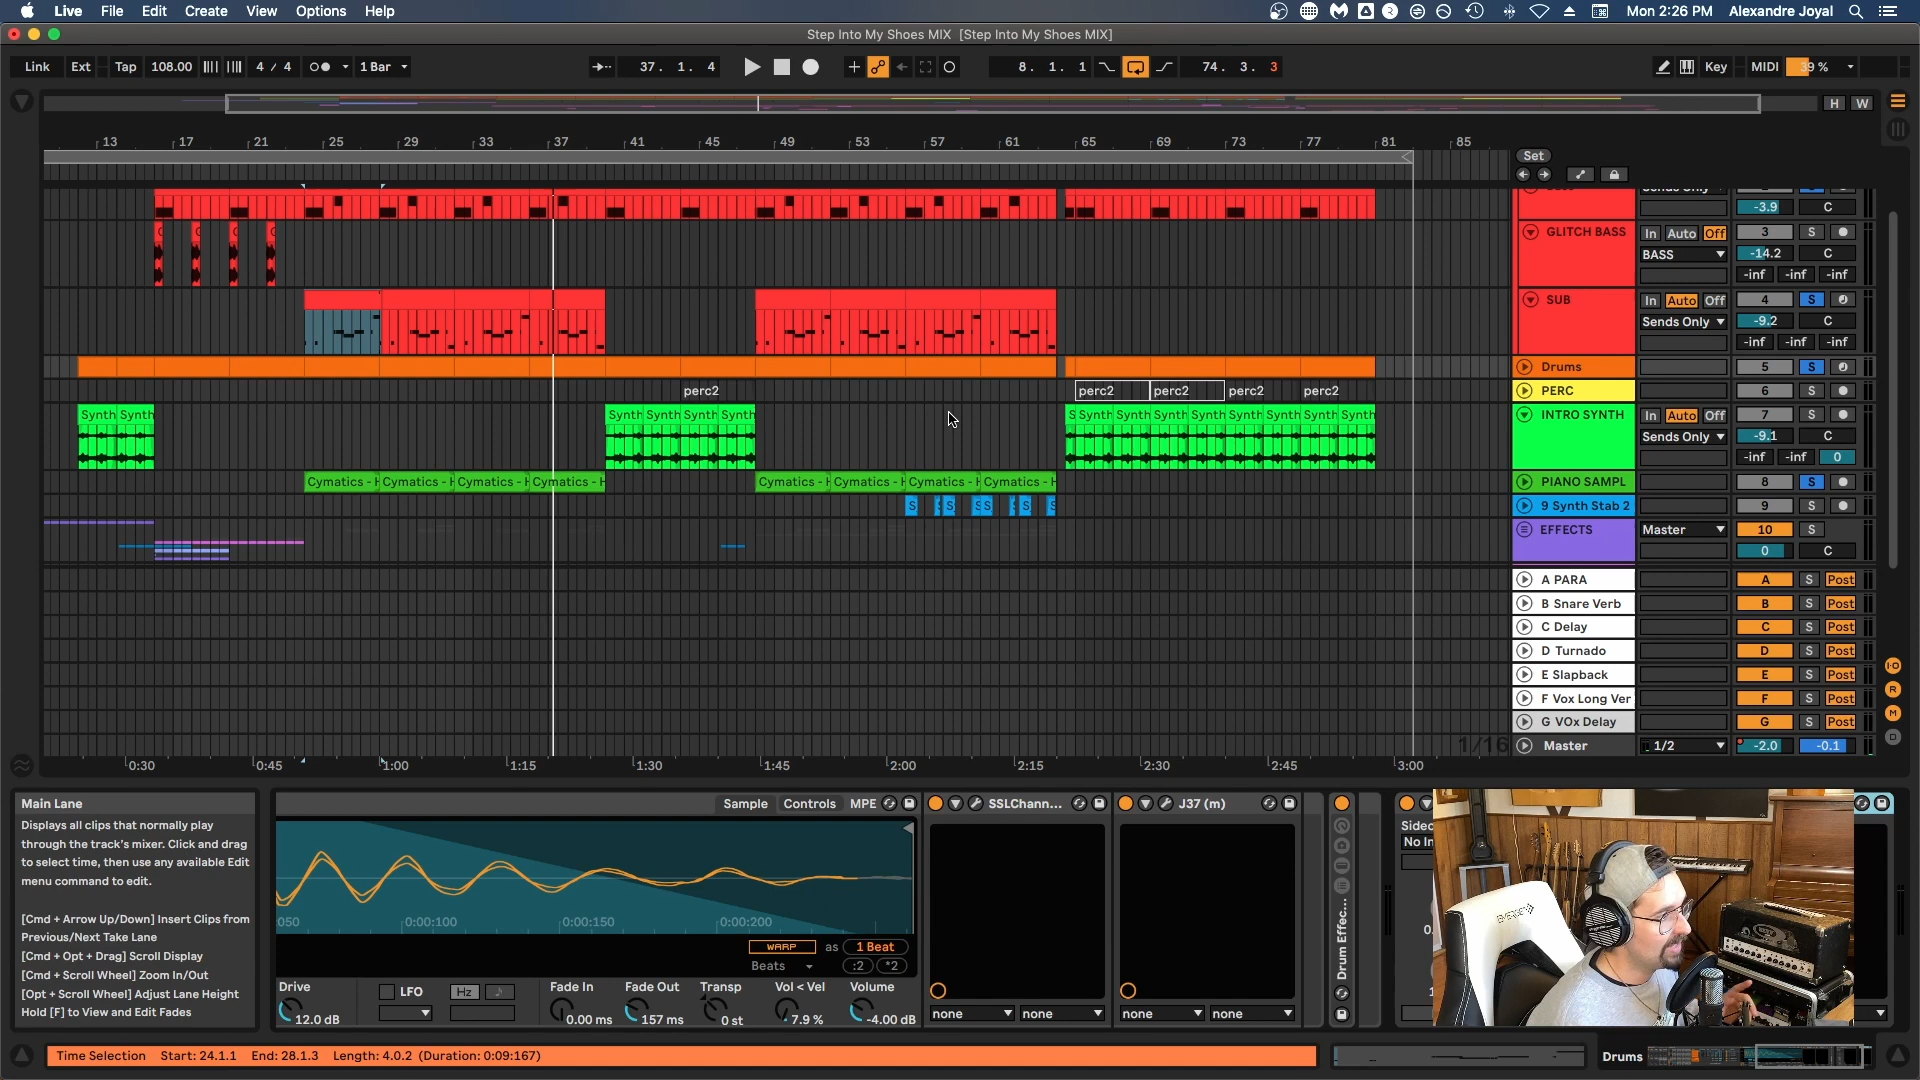 Live File Edit Create View Options Help
Mon 2:26 PM Alexandre Joyal
Step Into My Shoes MIX [Step Into My Shoes MIX]
Link Ext Tap 108.00 4 / 4 1 Bar 37. 1. 4 8. 1. 1 74. 3. 3 Key MIDI 39 %
H W
13 17 21 25 29 33 37 41 45 49 53 57 61 65 69 73 77 81 85
Set
Sends Only
-3.9 C
GLITCH BASS In Auto Off 3 S
BASS -14.2 C
-inf -inf -inf
SUB In Auto Off 4 S
Sends Only -9.2 C
-inf -inf -inf
Drums 5 S
perc2 perc2 perc2 perc2 perc2 PERC 6 S
Synth Synth Synth Synth Synth Synth S Synth Synth Synth Synth Synth Synth Synth Synth INTRO SYNTH In Auto Off 7 S
Sends Only -9.1 C
-inf -inf 0
Cymatics - H Cymatics - H Cymatics - H Cymatics - H Cymatics - H Cymatics - H Cymatics - H Cymatics - H PIANO SAMPL 8 S
S S S S S S S S 9 Synth Stab 2 9 S
EFFECTS Master 10 S
0 C
A PARA A S Post
B Snare Verb B S Post
C Delay C S Post
D Turnado D S Post
E Slapback E S Post
F Vox Long Ver F S Post
G VOx Delay G S Post
1/16 Master 1/2 -2.0 -0.1
0:30 0:45 1:00 1:15 1:30 1:45 2:00 2:15 2:30 2:45 3:00
Main Lane
Displays all clips that normally play
through the track's mixer. Click and drag
to select time, then use any available Edit
menu command to edit.
[Cmd + Arrow Up/Down] Insert Clips from
Previous/Next Take Lane
[Cmd + Opt + Drag] Scroll Display
[Cmd + Scroll Wheel] Zoom In/Out
[Opt + Scroll Wheel] Adjust Lane Height
Hold [F] to View and Edit Fades
Sample Controls MPE
:050 0:00:100 0:00:150 0:00:200
WARP as 1 Beat
Beats :2 *2
Drive LFO Hz Fade In Fade Out Transp Vol < Vel Volume
12.0 dB 0.00 ms 157 ms 0 st 7.9 % -4.00 dB
SSLChann...
none none
J37 (m)
none none
Drum Effec...
Sidec
No In
Time Selection Start: 24.1.1 End: 28.1.3 Length: 4.0.2 (Duration: 0:09:167)
Drums